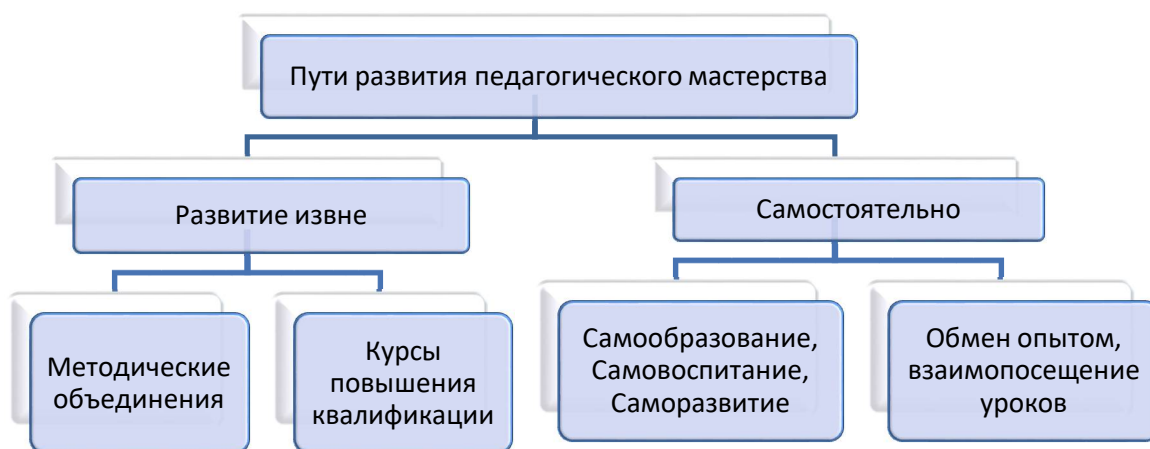 Пути развития педагогического мастерства
Развитие извне
Самостоятельно
Методические
объединения
Курсы
повышения
квалификации
Самообразование,
Самовоспитание,
Саморазвитие
Обмен опытом,
взаимопосещение
уроков